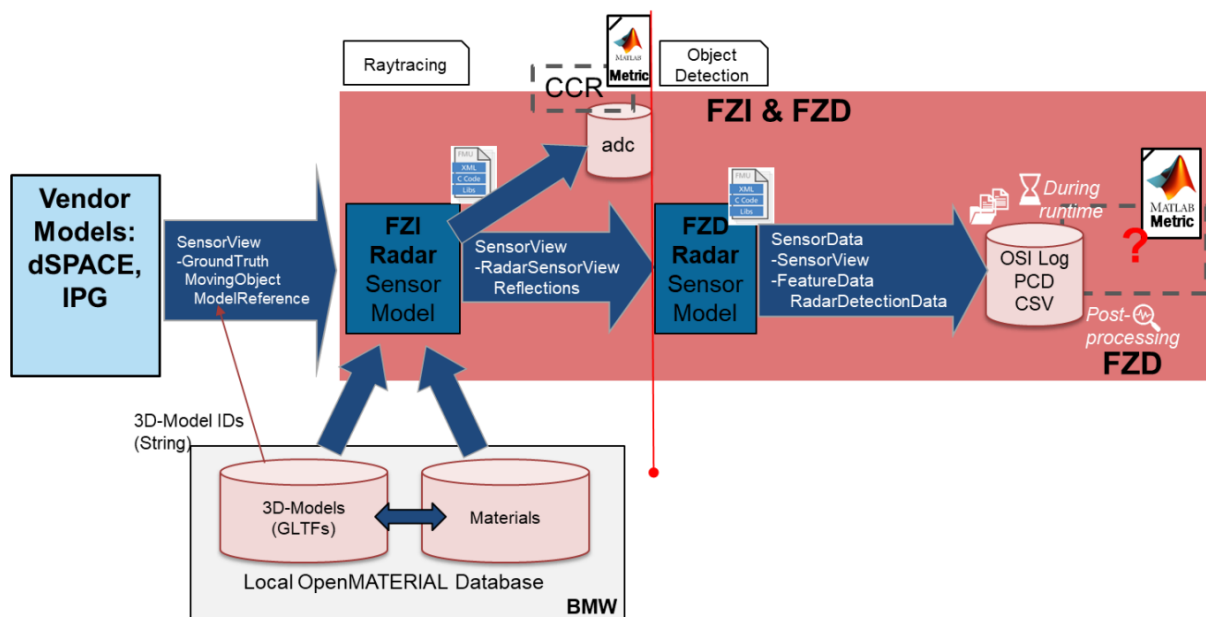 Raytracing
MATLAB
Metric
Object
Detection
CCR
FZI & FZD
adc
FMU
XML
C Code
Libs
FMU
XML
C Code
Libs
MATLAB
Metric
Vendor
Models:
dSPACE,
IPG
SensorView
-GroundTruth
MovingObject
ModelReference
FZI
Radar
Sensor
Model
SensorView
-RadarSensorView
Reflections
FZD
Radar
Sensor
Model
SensorData
-SensorView
-FeatureData
RadarDetectionData
During
runtime
OSI Log
PCD
CSV
?
Post-
processing
FZD
3D-Model IDs
(String)
3D-Models
(GLTFs)
Materials
Local OpenMATERIAL Database
BMW